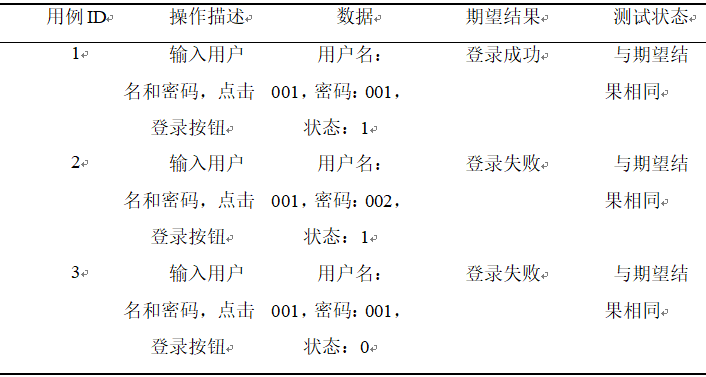 用例 ID 操作描述 数据 期望结果 测试状态
1 输入用户 用户名： 登录成功 与期望结
名和密码，点击 001，密码：001， 果相同
登录按钮 状态：1
2 输入用户 用户名： 登录失败 与期望结
名和密码，点击 001，密码：002， 果相同
登录按钮 状态：1
3 输入用户 用户名： 登录失败 与期望结
名和密码，点击 001，密码：001， 果相同
登录按钮 状态：0